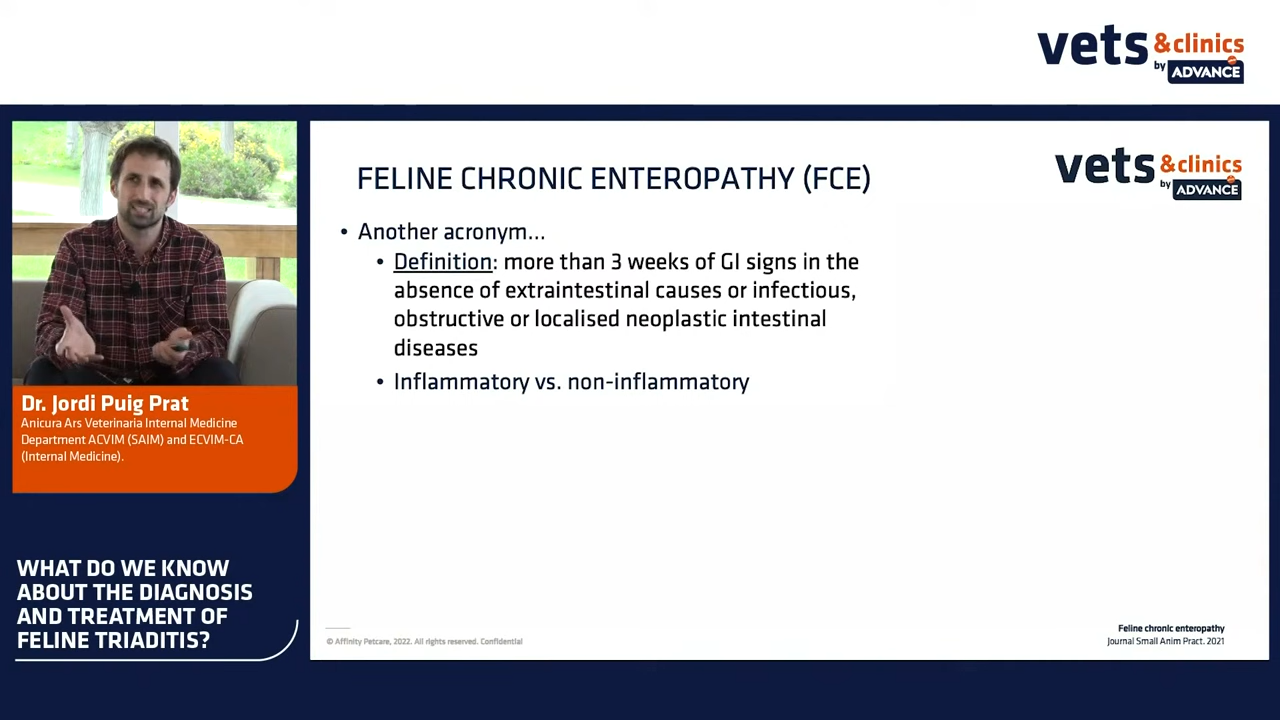 vets &clinics
by ADVANCE
vets &clinics
by ADVANCE
FELINE CHRONIC ENTEROPATHY (FCE)
• Another acronym...
• Definition: more than 3 weeks of GI signs in the
absence of extraintestinal causes or infectious,
obstructive or localised neoplastic intestinal
diseases
• Inflammatory vs. non-inflammatory
Dr. Jordi Puig Prat
Anicura Ars Veterinaria Internal Medicine
Department ACVIM (SAIM) and ECVIM-CA
(Internal Medicine).
WHAT DO WE KNOW
ABOUT THE DIAGNOSIS
AND TREATMENT OF
FELINE TRIADITIS?
© Affinity Petcare, 2022. All rights reserved. Confidential
Feline chronic enteropathy
Journal Small Anim Pract. 2021